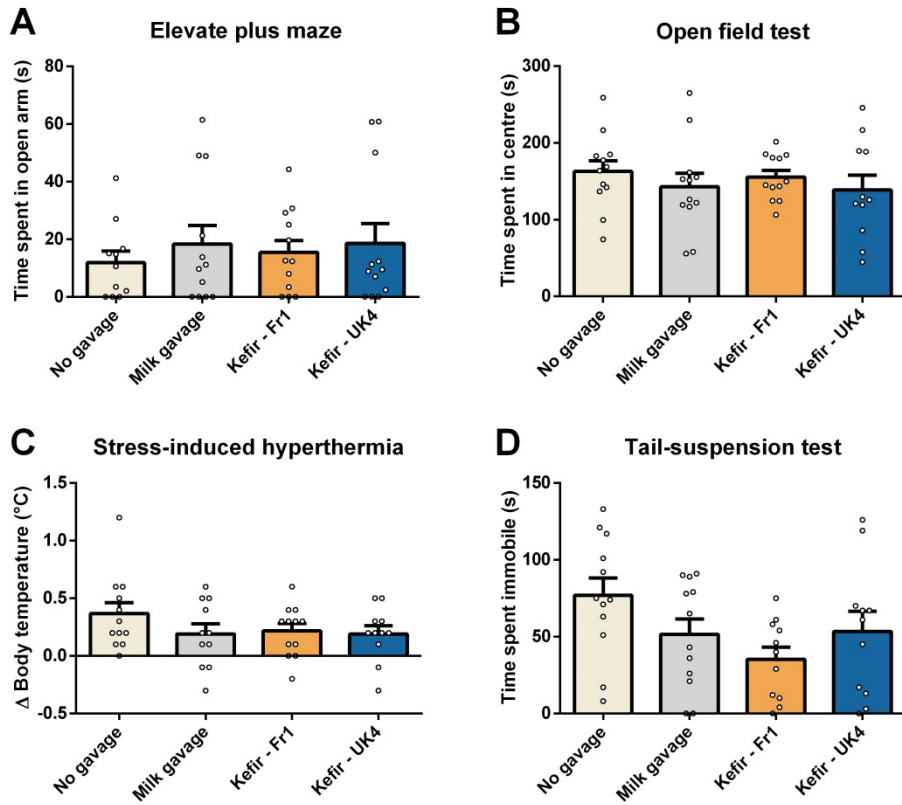 A
Elevate plus maze
Time spent in open arm (s)
80
60
40
20
0
No gavage
Milk gavage
Kefir - Fr1
Kefir - UK4
B
Open field test
Time spent in centre (s)
300
200
100
0
No gavage
Milk gavage
Kefir - Fr1
Kefir - UK4
C
Stress-induced hyperthermia
Δ Body temperature (°C)
1.5
1.0
0.5
0.0
-0.5
No gavage
Milk gavage
Kefir - Fr1
Kefir - UK4
D
Tail-suspension test
Time spent immobile (s)
150
100
50
0
No gavage
Milk gavage
Kefir - Fr1
Kefir - UK4